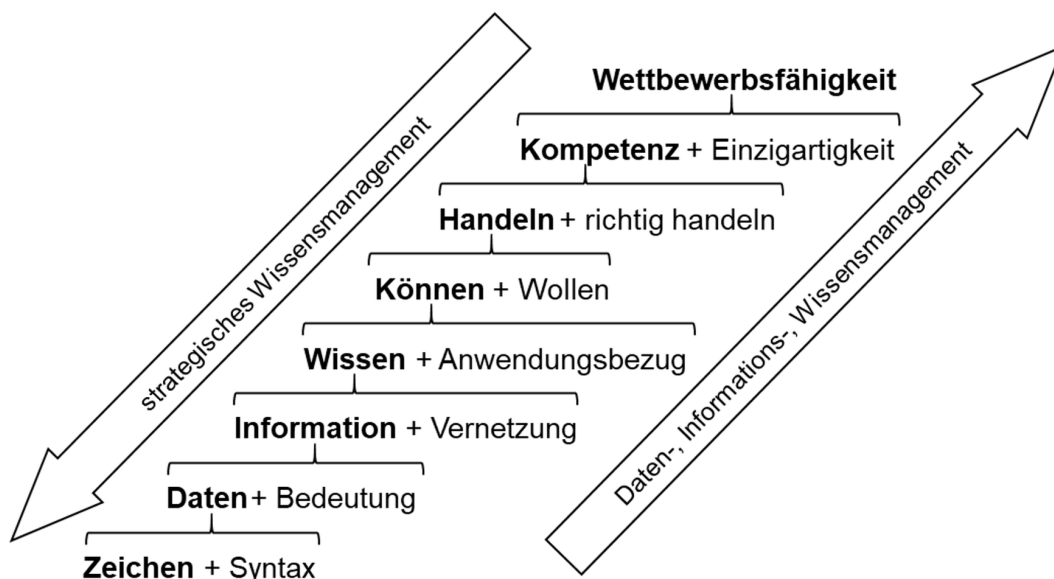 Wettbewerbsfähigkeit
Kompetenz + Einzigartigkeit
Handeln + richtig handeln
Können + Wollen
Wissen + Anwendungsbezug
Information + Vernetzung
Daten + Bedeutung
Zeichen + Syntax
strategisches Wissensmanagement
Daten-, Informations-, Wissensmanagement